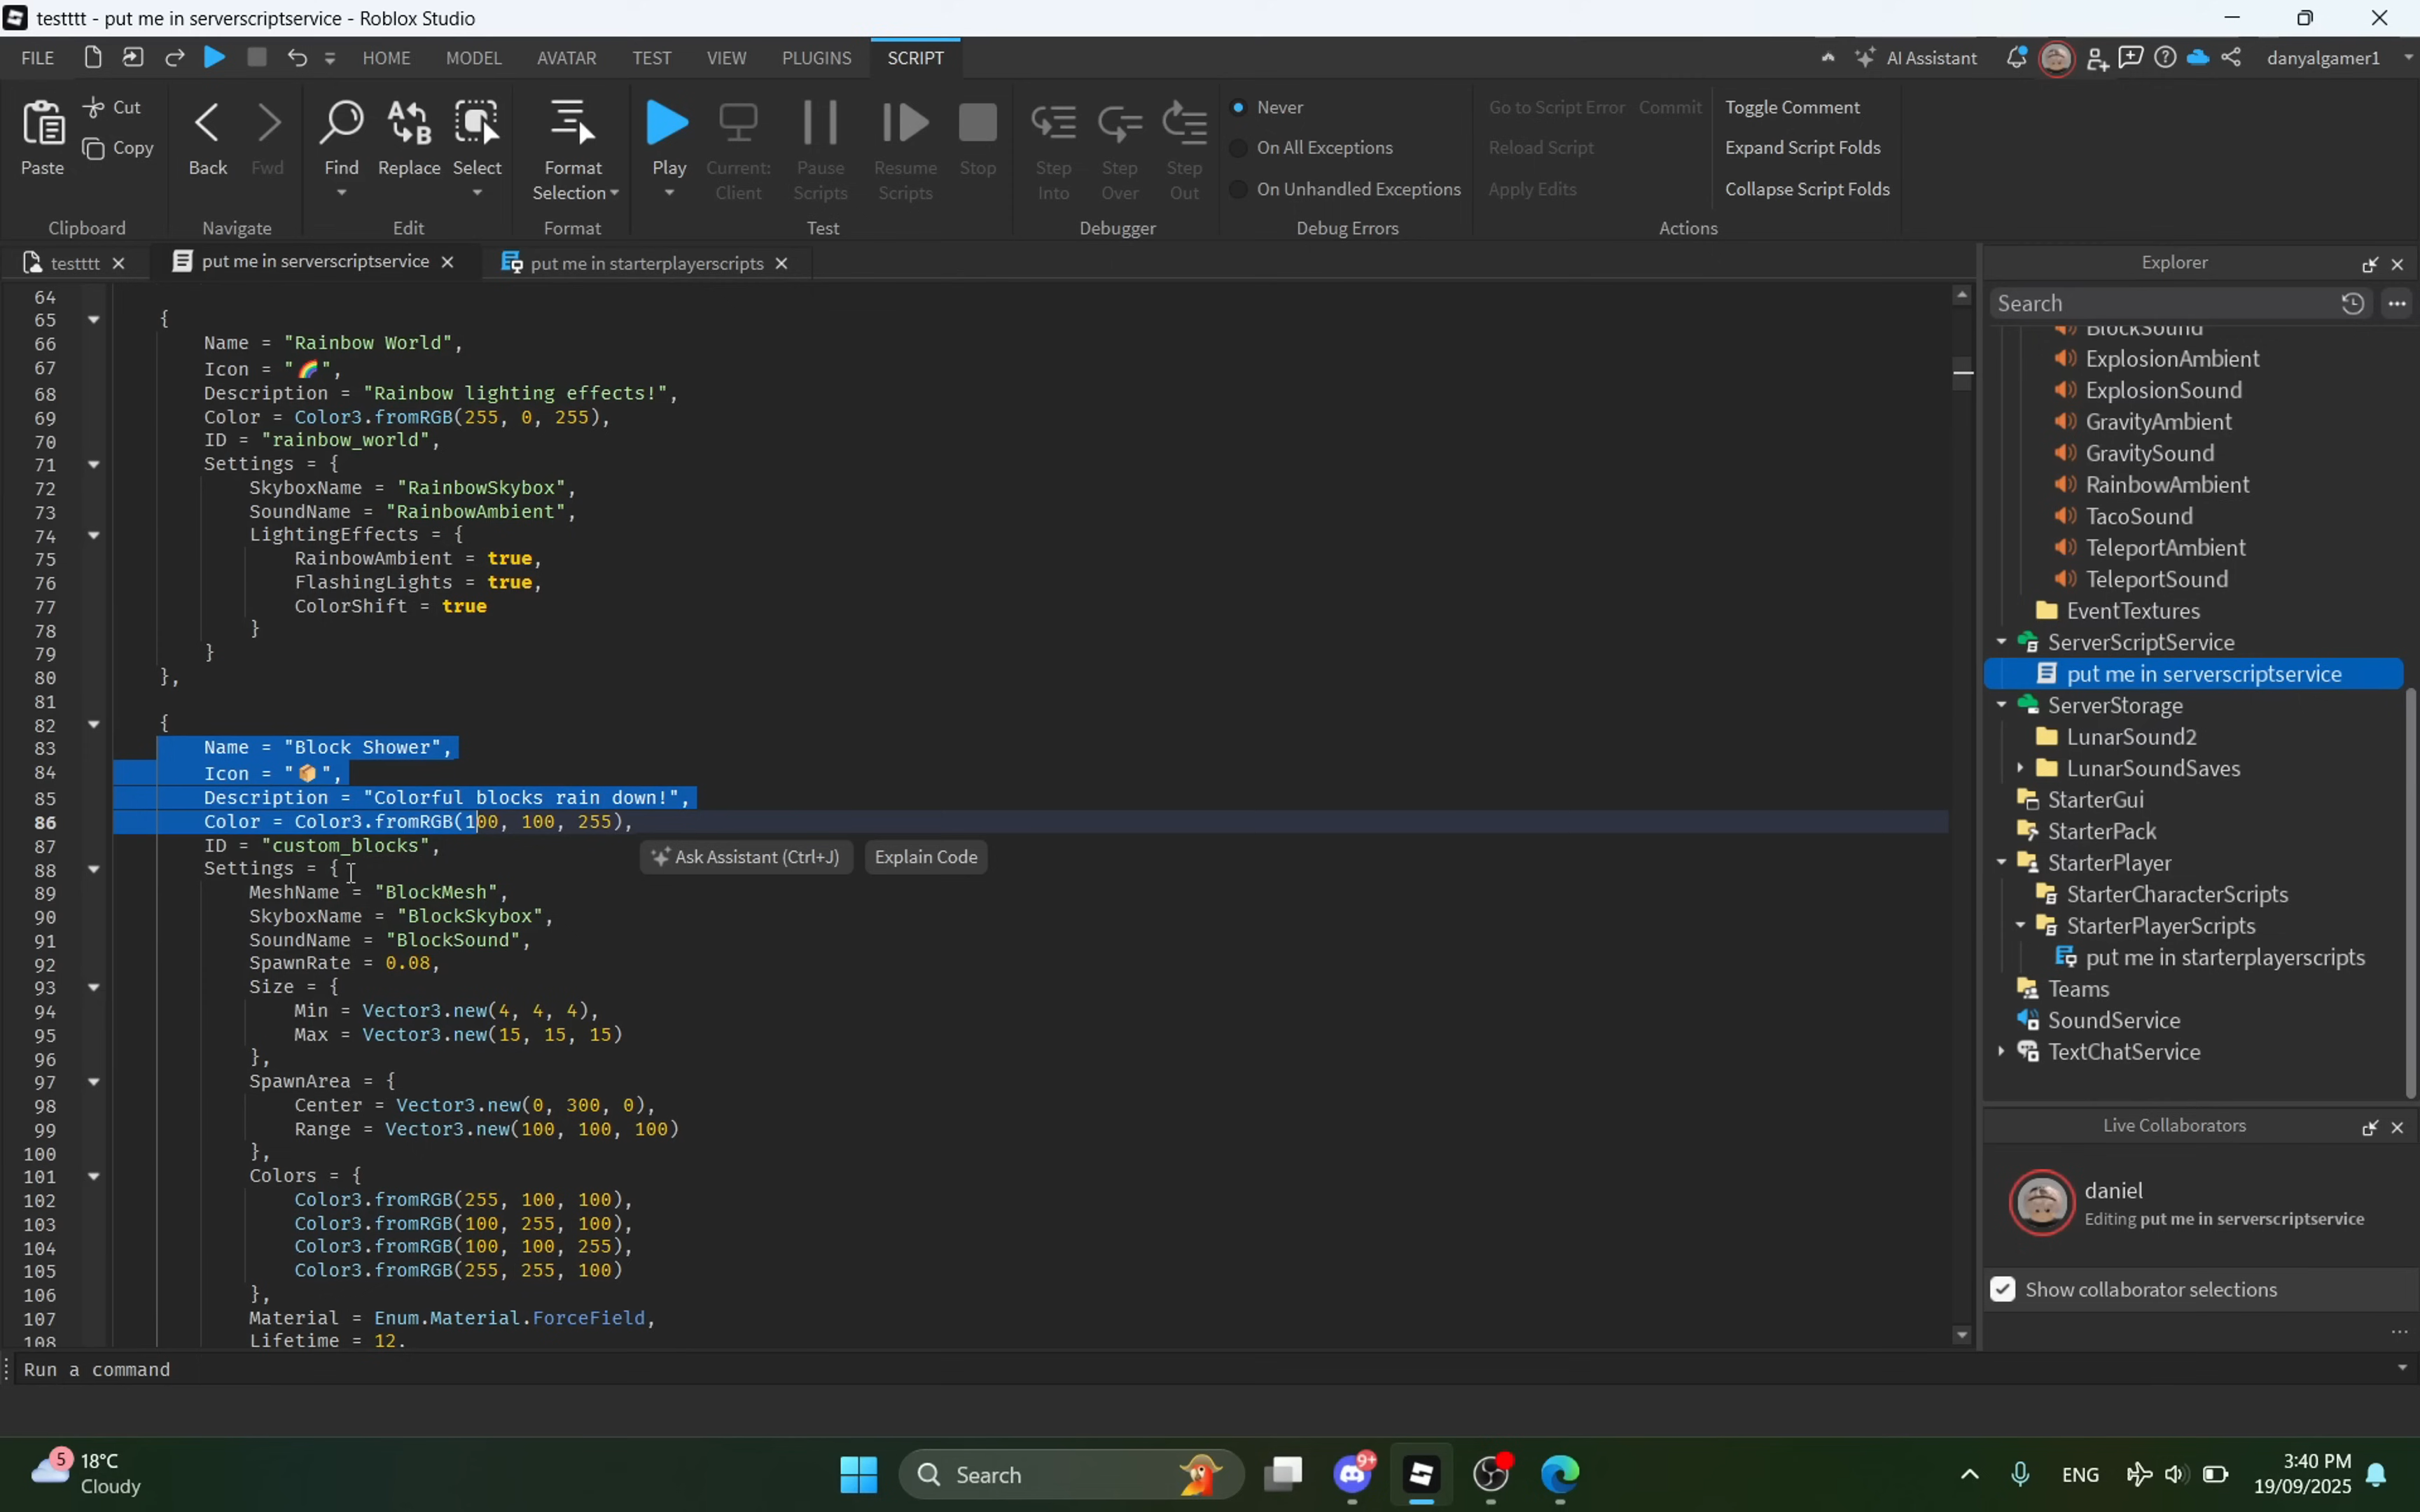 testttt - put me in serverscriptservice - Roblox Studio
FILE HOME MODEL AVATAR TEST VIEW PLUGINS SCRIPT AI Assistant danyalgamer1
Paste Cut Copy
Clipboard
Back Fwd
Navigate
Find Replace Select
Edit
Format Selection
Format
Play Current: Client Pause Scripts Resume Scripts Stop
Test
Step Into Step Over Step Out
Debugger
Never
On All Exceptions
On Unhandled Exceptions
Debug Errors
Go to Script Error Commit
Reload Script
Apply Edits
Toggle Comment
Expand Script Folds
Collapse Script Folds
Actions
testttt put me in serverscriptservice put me in starterplayerscripts
64
65 {
66 Name = "Rainbow World",
67 Icon = "🌈",
68 Description = "Rainbow lighting effects!",
69 Color = Color3.fromRGB(255, 0, 255),
70 ID = "rainbow_world",
71 Settings = {
72 SkyboxName = "RainbowSkybox",
73 SoundName = "RainbowAmbient",
74 LightingEffects = {
75 RainbowAmbient = true,
76 FlashingLights = true,
77 ColorShift = true
78 }
79 }
80 },
81
82 {
83 Name = "Block Shower",
84 Icon = "📦",
85 Description = "Colorful blocks rain down!",
86 Color = Color3.fromRGB(100, 100, 255),
87 ID = "custom_blocks",
Ask Assistant (Ctrl+J) Explain Code
88 Settings = {
89 MeshName = "BlockMesh",
90 SkyboxName = "BlockSkybox",
91 SoundName = "BlockSound",
92 SpawnRate = 0.08,
93 Size = {
94 Min = Vector3.new(4, 4, 4),
95 Max = Vector3.new(15, 15, 15)
96 },
97 SpawnArea = {
98 Center = Vector3.new(0, 300, 0),
99 Range = Vector3.new(100, 100, 100)
100 },
101 Colors = {
102 Color3.fromRGB(255, 100, 100),
103 Color3.fromRGB(100, 255, 100),
104 Color3.fromRGB(100, 100, 255),
105 Color3.fromRGB(255, 255, 100)
106 },
107 Material = Enum.Material.ForceField,
108 Lifetime = 12,
Run a command
Explorer
Search
BlockSound
ExplosionAmbient
ExplosionSound
GravityAmbient
GravitySound
RainbowAmbient
TacoSound
TeleportAmbient
TeleportSound
EventTextures
ServerScriptService
put me in serverscriptservice
ServerStorage
LunarSound2
LunarSoundSaves
StarterGui
StarterPack
StarterPlayer
StarterCharacterScripts
StarterPlayerScripts
put me in starterplayerscripts
Teams
SoundService
TextChatService
Live Collaborators
daniel
Editing put me in serverscriptservice
Show collaborator selections
5 18°C
Cloudy
Search
9+
ENG
3:40 PM
19/09/2025